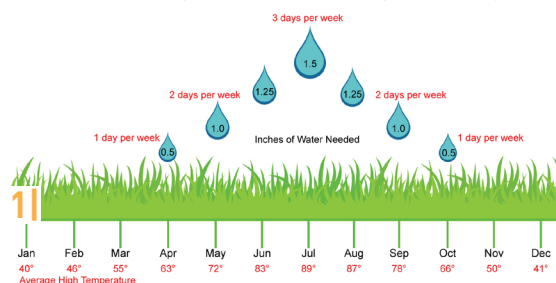 3 days per week
1.5
1.25
1.25
2 days per week
2 days per week
1.0
1.0
1 day per week
Inches of Water Needed
1 day per week
0.5
0.5
1
Jan Feb Mar Apr May Jun Jul Aug Sep Oct Nov Dec
40° 46° 55° 63° 72° 83° 89° 87° 78° 66° 50° 41°
Average High Temperature